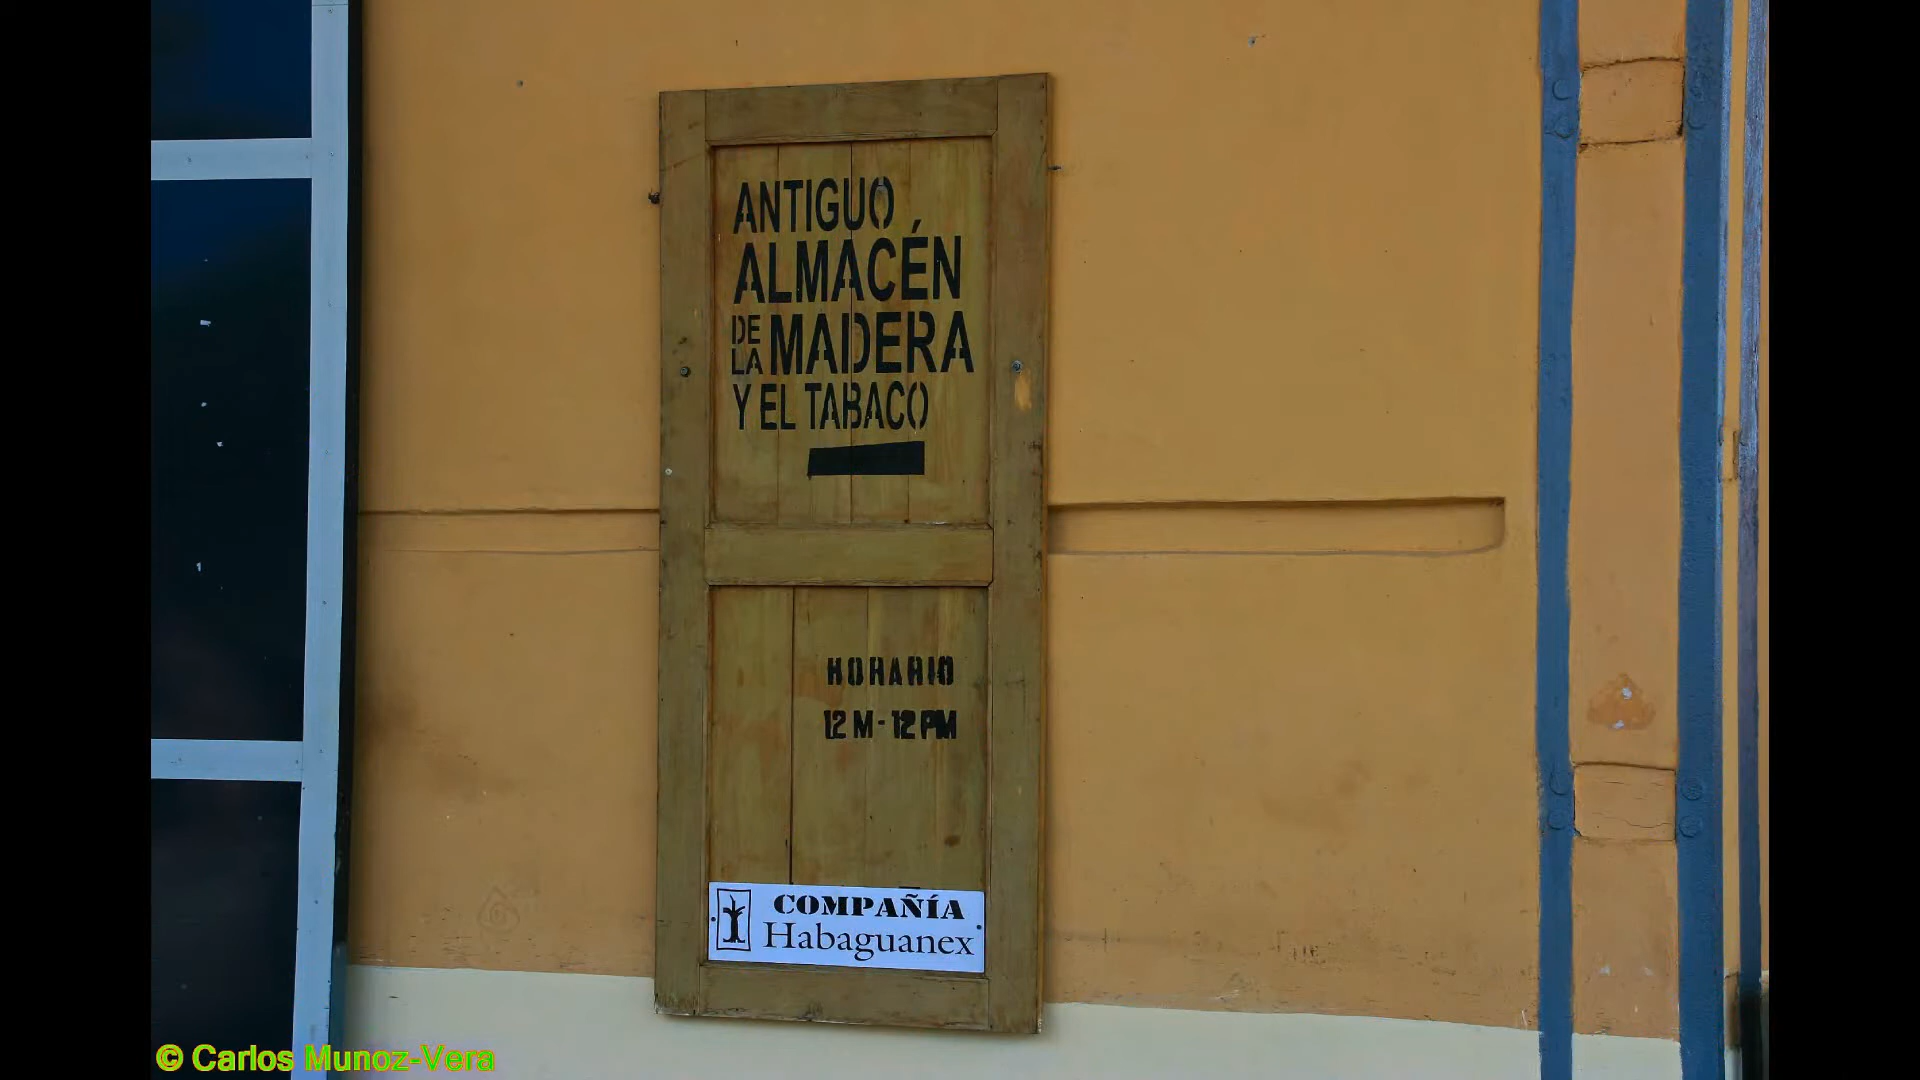 ANTIGUO
ALMACÉN
DE LA MADERA
Y EL TABACO
HORARIO
12 M - 12 PM
COMPAÑÍA
Habaguanex
© Carlos Munoz-Vera